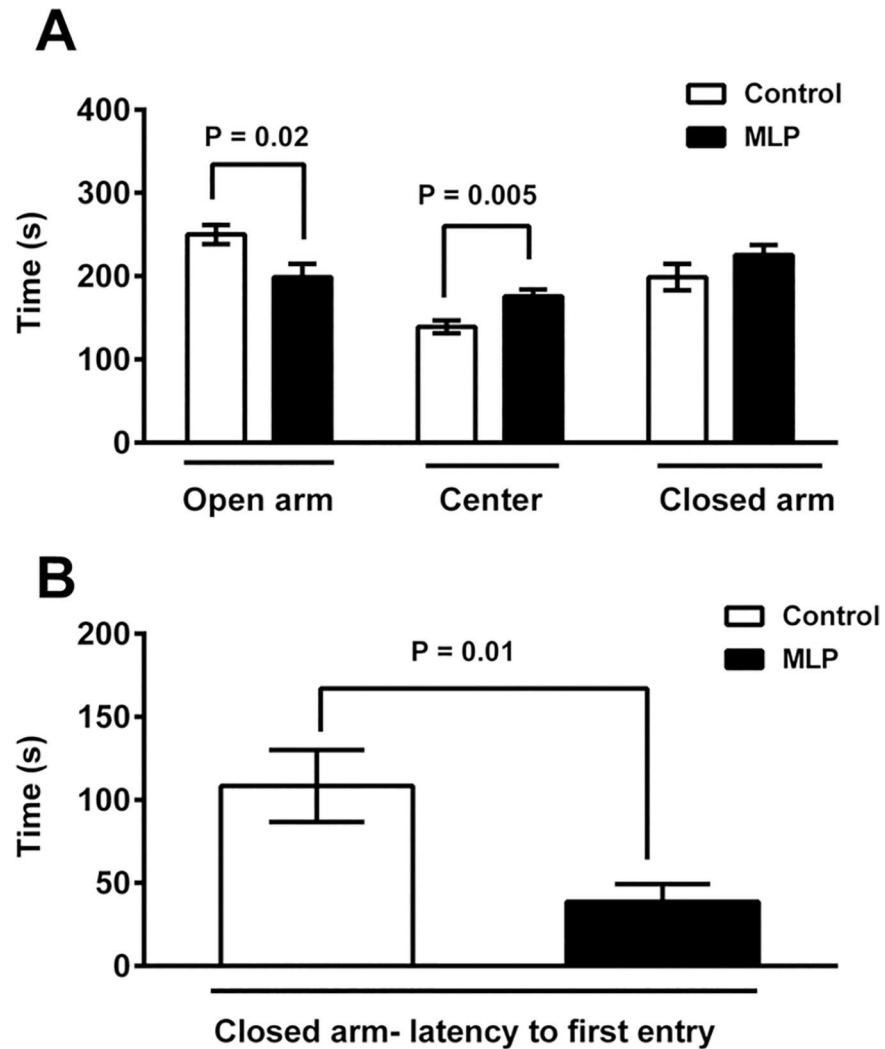 A
Control
MLP
P = 0.02
P = 0.005
Time (s)
400
300
200
100
0
Open arm
Center
Closed arm
B
Control
MLP
P = 0.01
Time (s)
200
150
100
50
0
Closed arm- latency to first entry